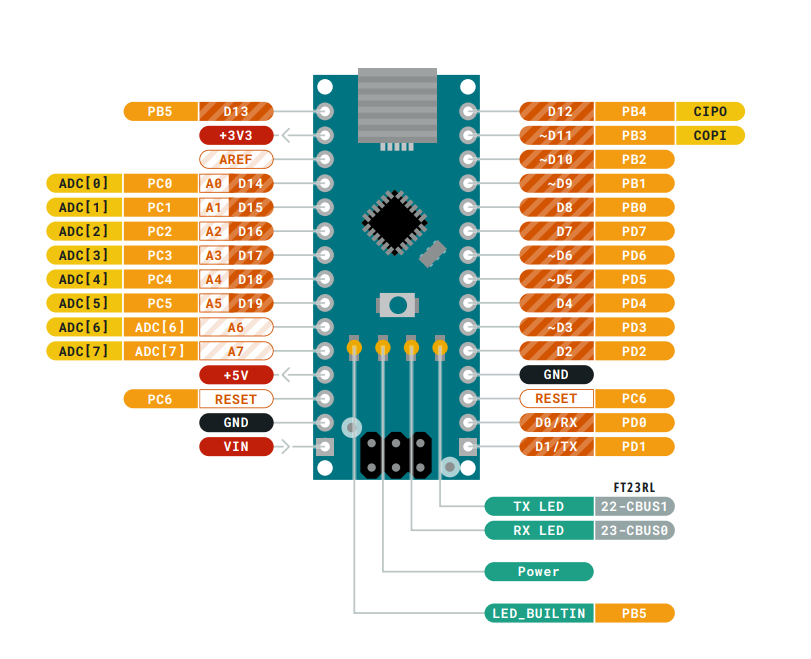 PB5 D13 D12 PB4 CIPO
+3V3 ~D11 PB3 COPI
AREF ~D10 PB2
ADC[0] PC0 A0 D14 ~D9 PB1
ADC[1] PC1 A1 D15 D8 PB0
ADC[2] PC2 A2 D16 D7 PD7
ADC[3] PC3 A3 D17 ~D6 PD6
ADC[4] PC4 A4 D18 ~D5 PD5
ADC[5] PC5 A5 D19 D4 PD4
ADC[6] ADC[6] A6 ~D3 PD3
ADC[7] ADC[7] A7 D2 PD2
+5V GND
PC6 RESET RESET PC6
GND D0/RX PD0
VIN D1/TX PD1
FT23RL
TX LED 22-CBUS1
RX LED 23-CBUS0
Power
LED_BUILTIN PB5